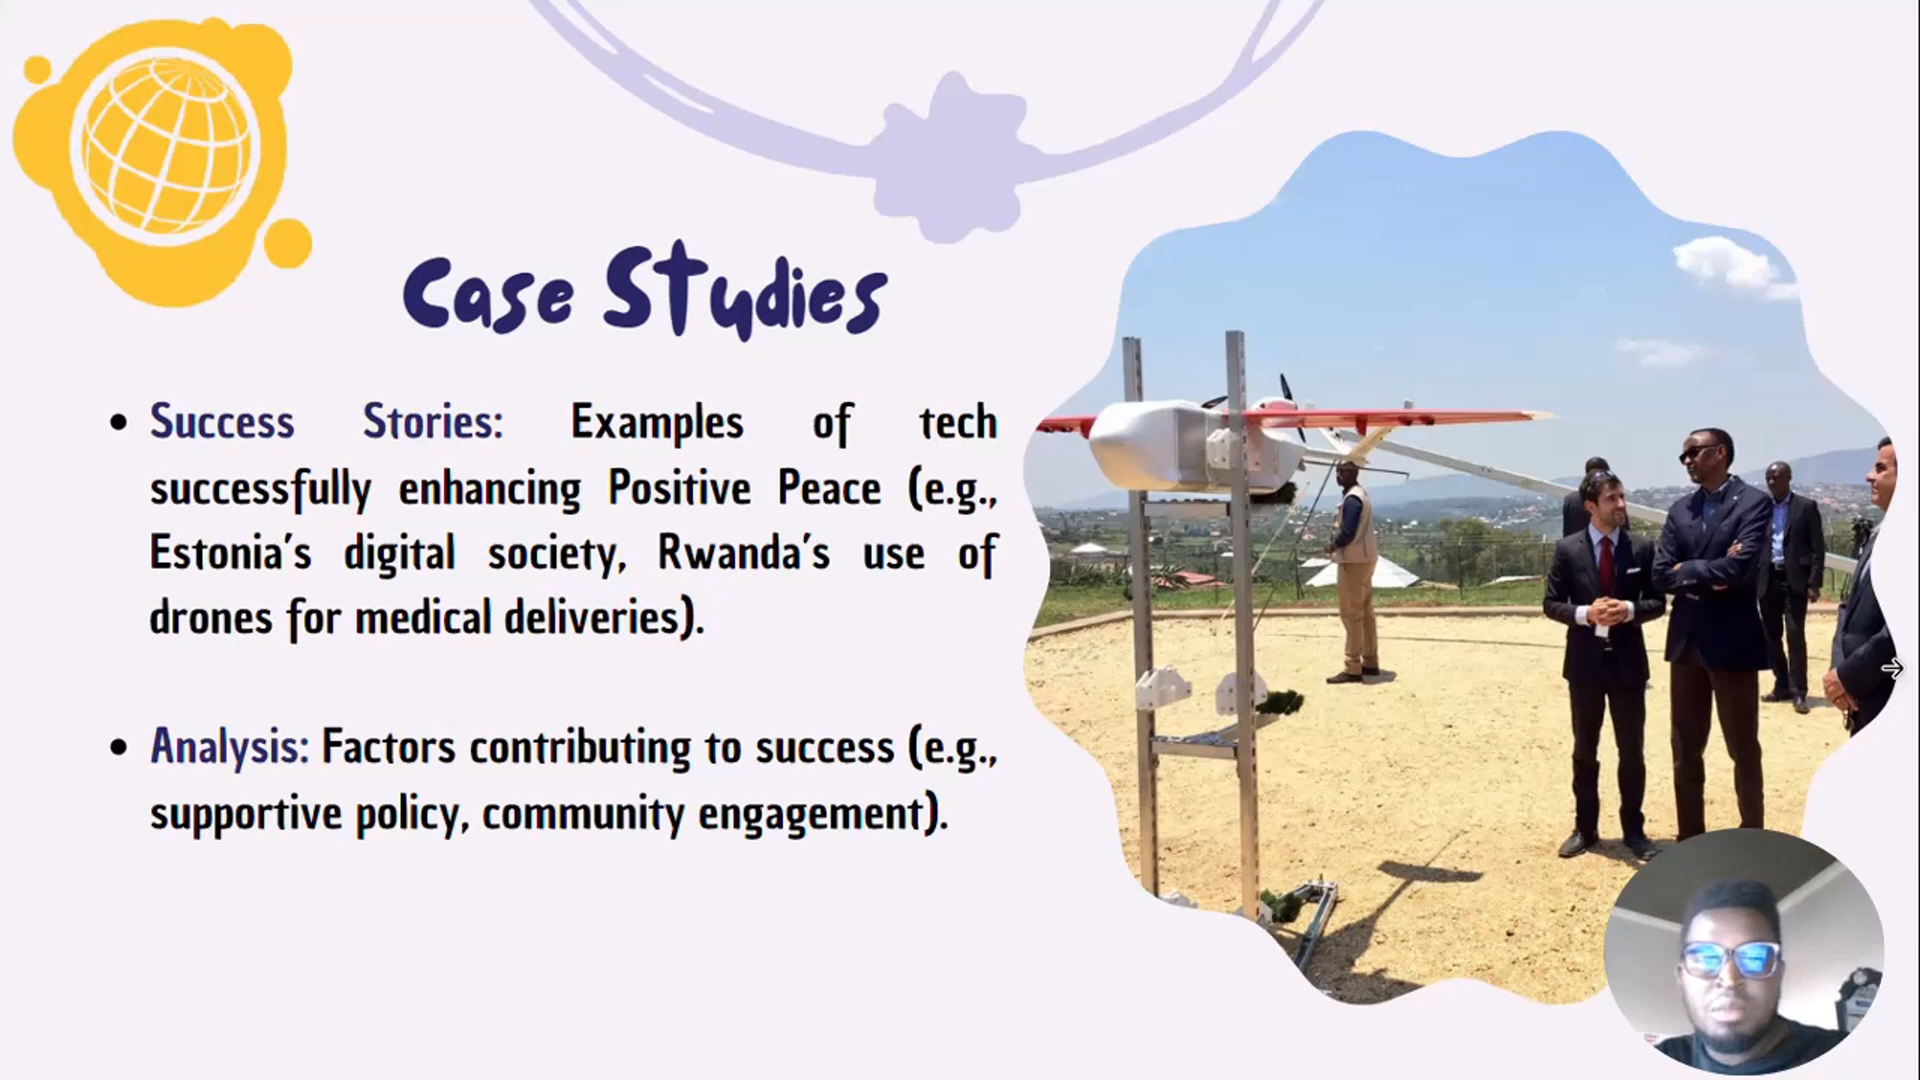 Case Studies
• Success Stories: Examples of tech
successfully enhancing Positive Peace (e.g.,
Estonia's digital society, Rwanda's use of
drones for medical deliveries).
• Analysis: Factors contributing to success (e.g.,
supportive policy, community engagement).